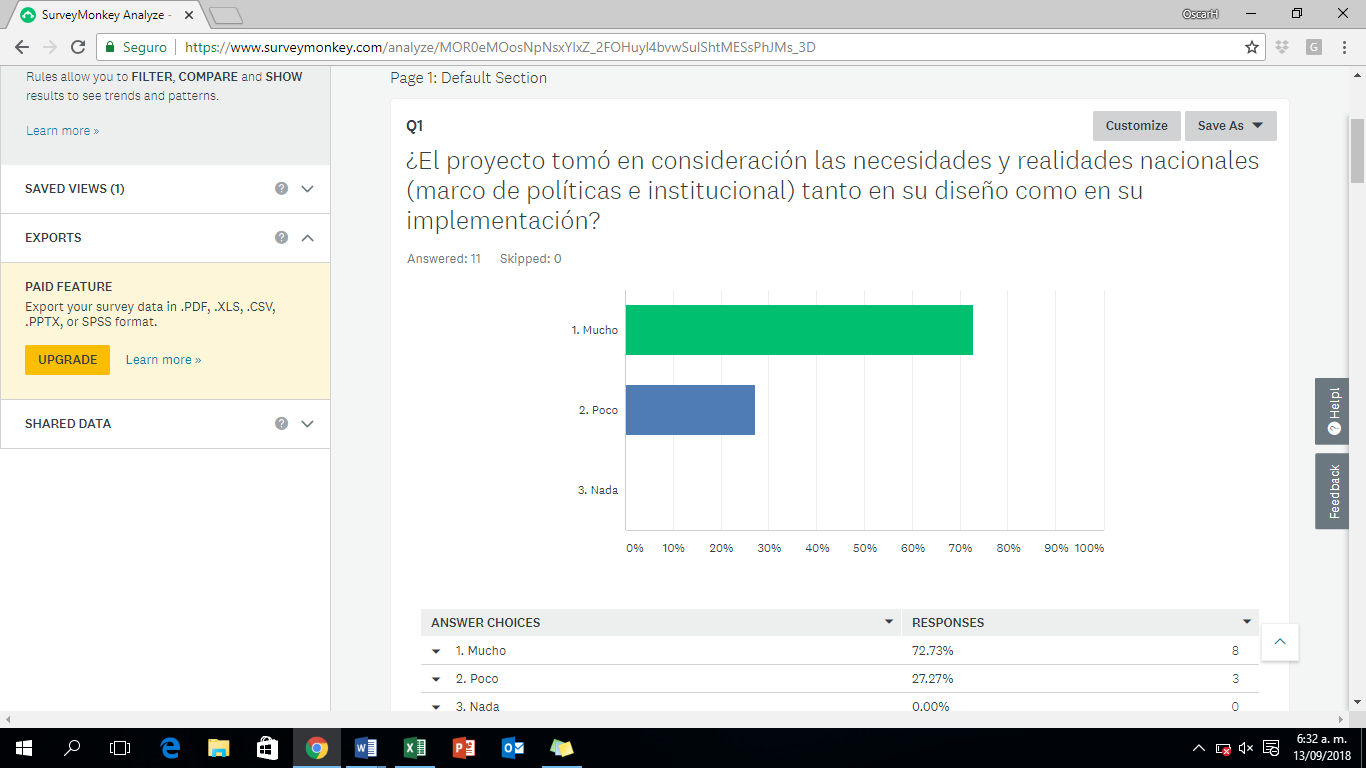 SurveyMonkey Analyze -
OscarH
Seguro
https://www.surveymonkey.com/analyze/MOR0eMOosNpNsxYlxZ_2FOHuyl4bvwSulShtMESsPhJMs_3D
G
Rules allow you to FILTER, COMPARE and SHOW
results to see trends and patterns.
Learn more »
SAVED VIEWS (1)
?
EXPORTS
?
PAID FEATURE
Export your survey data in .PDF, .XLS, .CSV,
.PPTX, or SPSS format.
UPGRADE
Learn more »
SHARED DATA
?
Page 1: Default Section
Q1
Customize
Save As
¿El proyecto tomó en consideración las necesidades y realidades nacionales
(marco de políticas e institucional) tanto en su diseño como en su
implementación?
Answered: 11 Skipped: 0
1. Mucho
2. Poco
3. Nada
0% 10% 20% 30% 40% 50% 60% 70% 80% 90% 100%
ANSWER CHOICES RESPONSES
1. Mucho 72.73% 8
2. Poco 27.27% 3
3. Nada 0.00% 0
? Help!
Feedback
6:32 a. m.
13/09/2018